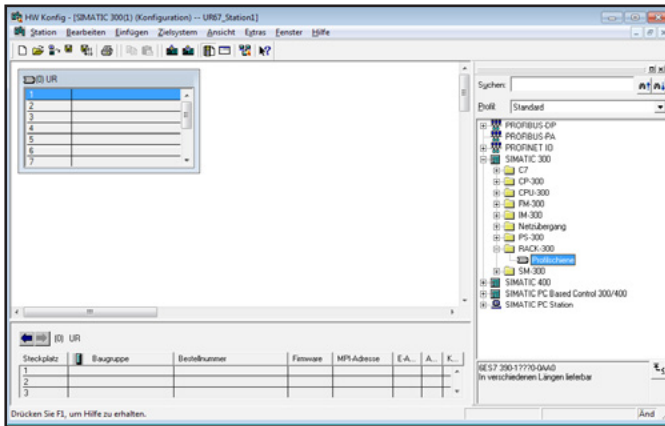 HW Konfig - [SIMATIC 300(1) (Konfiguration) -- UR67_Station1]
Station Bearbeiten Einfügen Zielsystem Ansicht Extras Fenster Hilfe
(0) UR
1
2
3
4
5
6
7
Suchen:
Profil: Standard
PROFIBUS-DP
PROFIBUS-PA
PROFINET IO
SIMATIC 300
C7
CP-300
CPU-300
FM-300
IM-300
Netzübergang
PS-300
RACK-300
Profilschiene
SM-300
SIMATIC 400
SIMATIC PC Based Control 300/400
SIMATIC PC Station
(0) UR
Steckplatz Baugruppe Bestellnummer Firmware MPI-Adresse E-A... A... K...
1
2
3
6ES7 390-1???0-0AA0
In verschiedenen Längen lieferbar
Drücken Sie F1, um Hilfe zu erhalten.
Änd